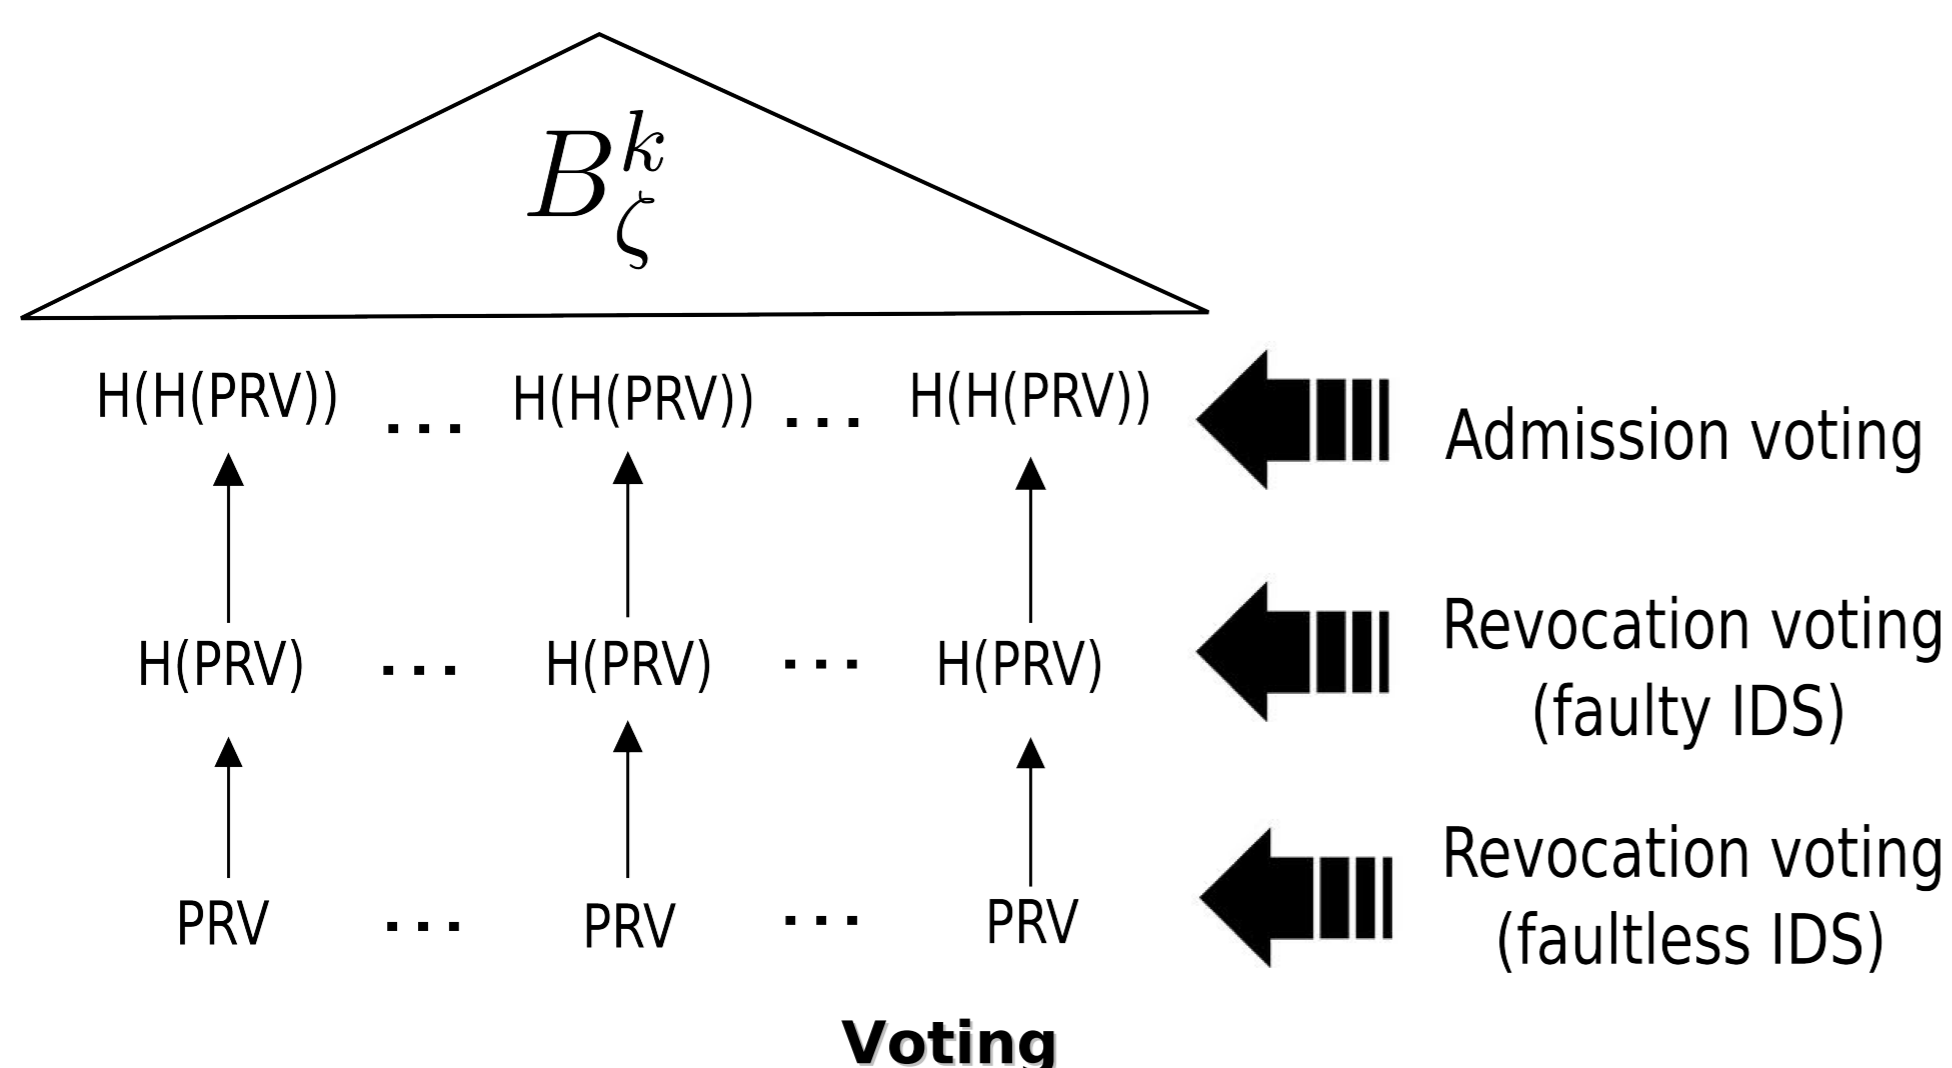 B^k_ζ
H(H(PRV)) ... H(H(PRV)) ... H(H(PRV))
Admission voting
H(PRV) ... H(PRV) ... H(PRV)
Revocation voting
(faulty IDS)
PRV ... PRV ... PRV
Revocation voting
(faultless IDS)
Voting